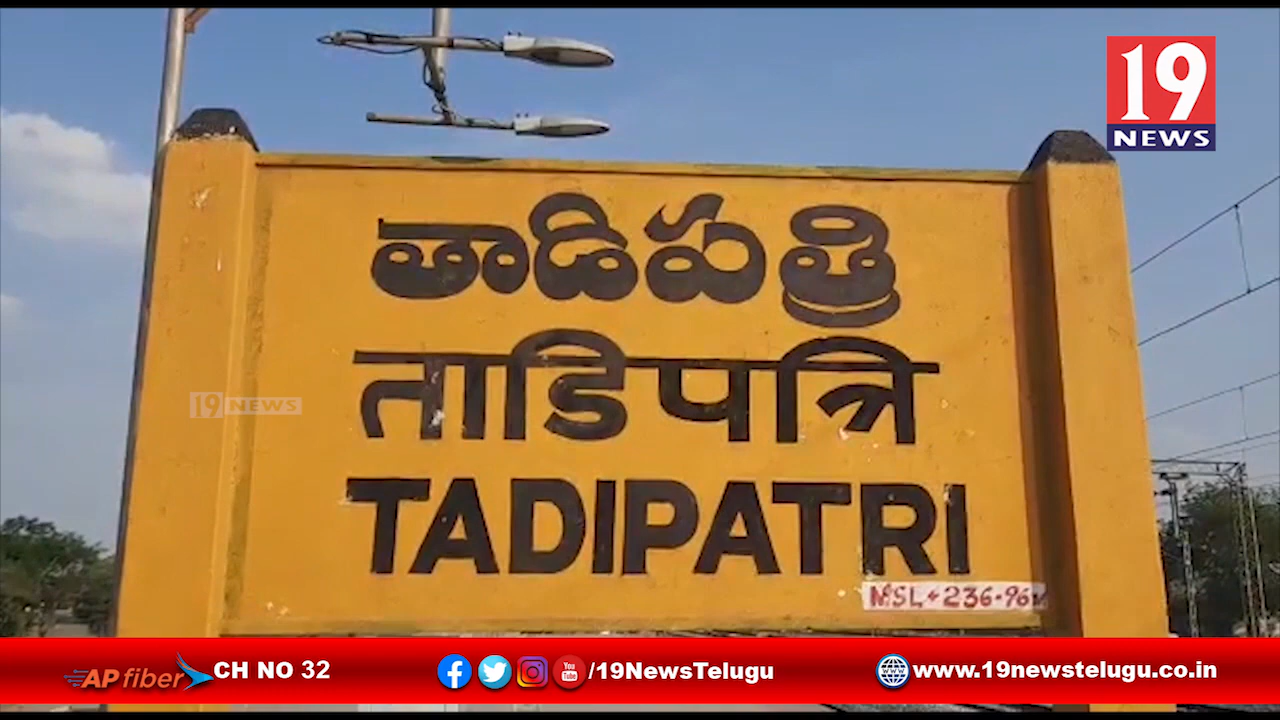 19
NEWS
తాడిపత్రి
ताडिपत्रि
19 NEWS
TADIPATRI
MSL+236.96M
AP fiber CH NO 32 /19NewsTelugu www.19newstelugu.co.in